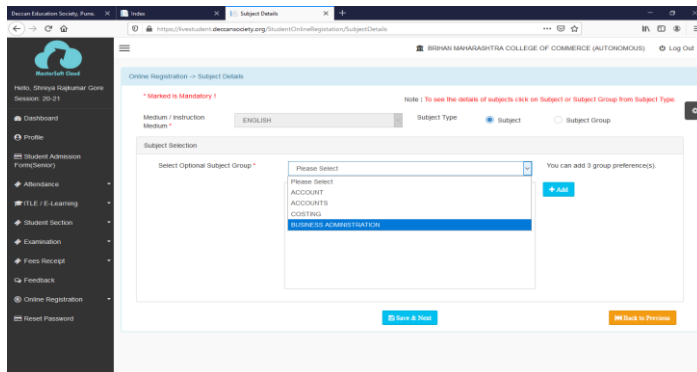 Deccan Education Society, Pune.
Index
Subject Details
https://livestudent.deccansociety.org/StudentOnlineRegistation/SubjectDetails
MasterSoft Cloud
BRIHAN MAHARASHTRA COLLEGE OF COMMERCE (AUTONOMOUS)
Log Out
Hello, Shreya Rajkumar Gore
Session: 20-21
Dashboard
Profile
Student Admission
Form(Senior)
Attendance
ITLE / E-Learning
Student Section
Examination
Fees Receipt
Feedback
Online Registration
Reset Password
Online Registration -> Subject Details
* Marked is Mandatory !
Note : To see the details of subjects click on Subject or Subject Group from Subject Type.
Medium / Instruction
Medium *
ENGLISH
Subject Type
Subject
Subject Group
Subject Selection
Select Optional Subject Group *
Please Select
You can add 3 group preference(s).
Please Select
ACCOUNT
ACCOUNTS
COSTING
BUSINESS ADMINISTRATION
+ Add
Save & Next
Back to Previous